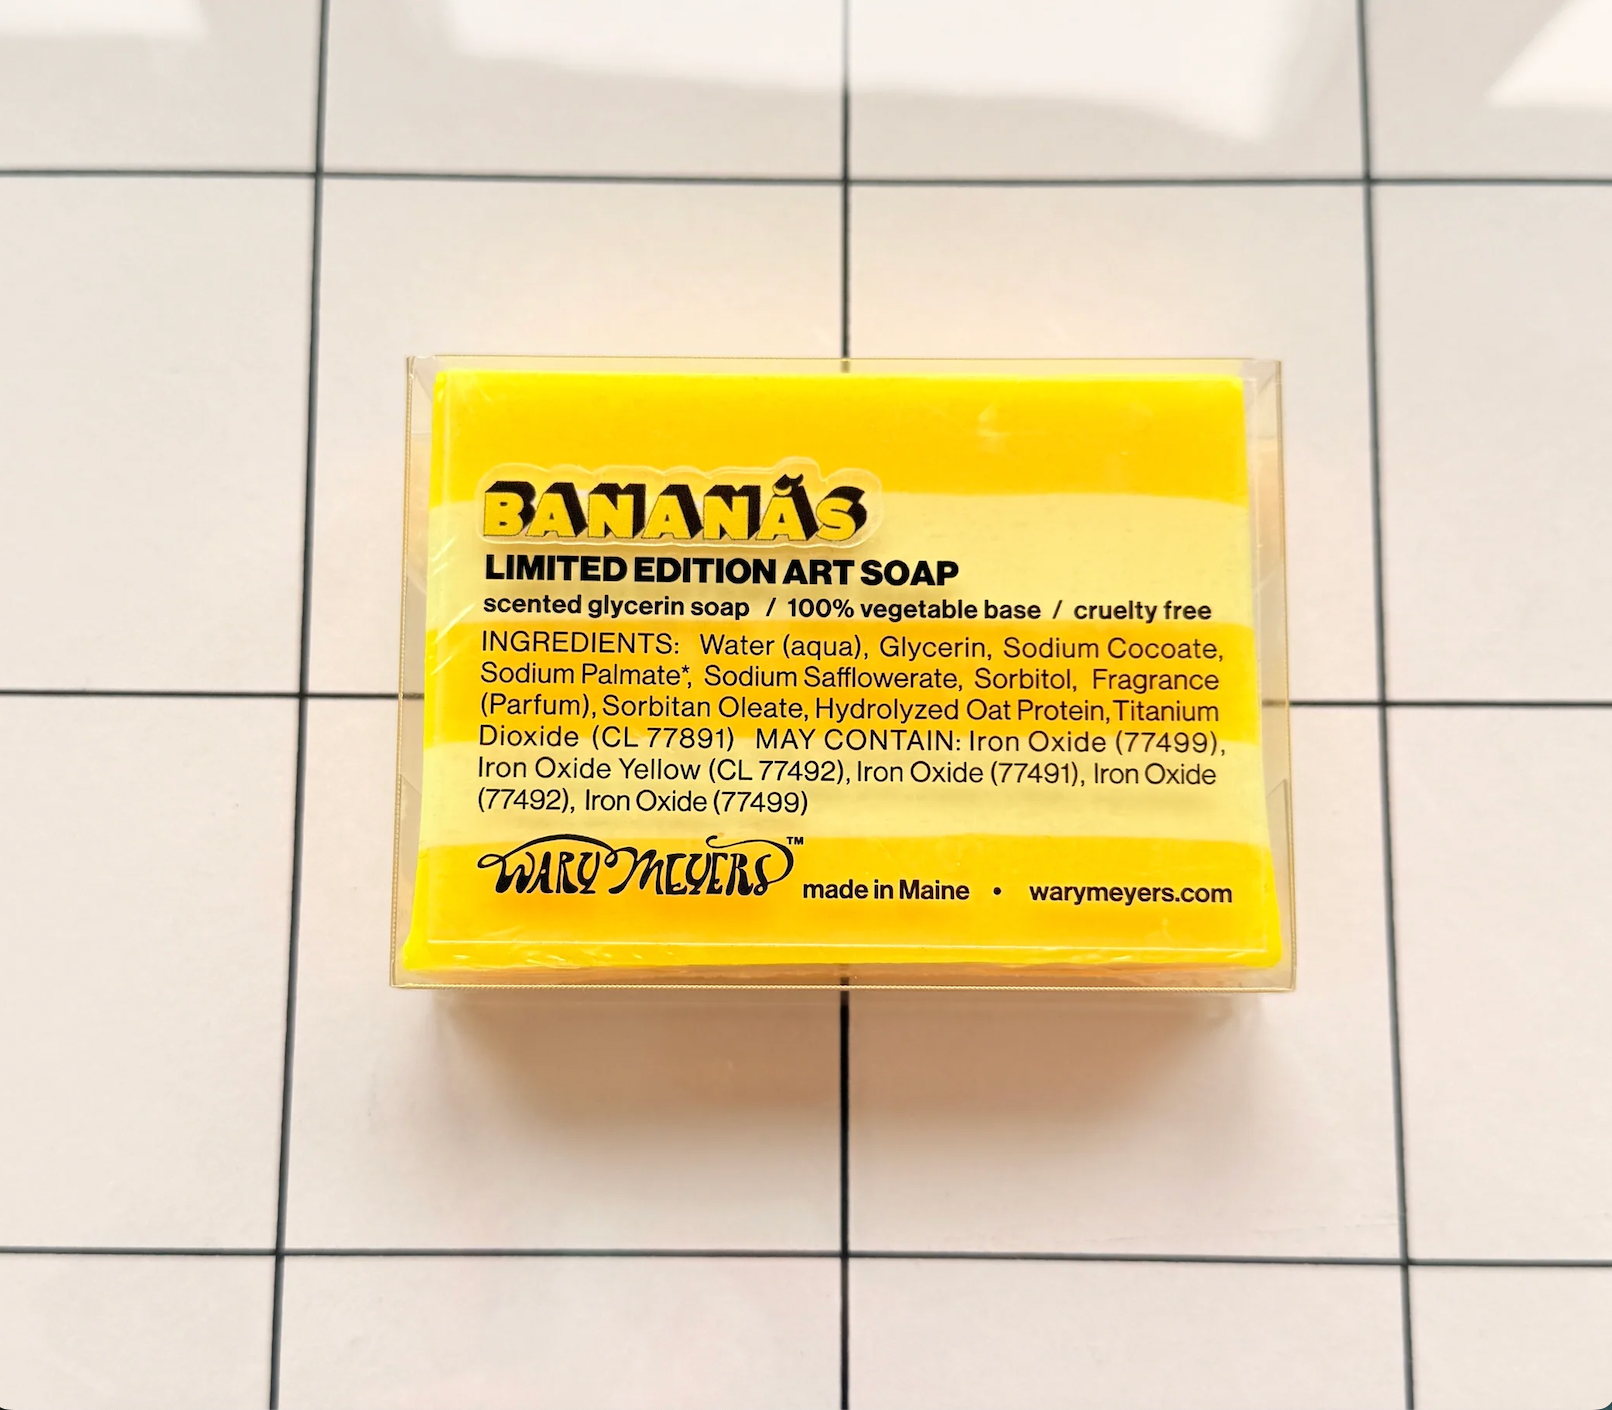 BANANĂS
LIMITED EDITION ART SOAP
scented glycerin soap / 100% vegetable base / cruelty free
INGREDIENTS: Water (aqua), Glycerin, Sodium Cocoate,
Sodium Palmate*, Sodium Safflowerate, Sorbitol, Fragrance
(Parfum), Sorbitan Oleate, Hydrolyzed Oat Protein, Titanium
Dioxide (CL 77891) MAY CONTAIN: Iron Oxide (77499),
Iron Oxide Yellow (CL 77492), Iron Oxide (77491), Iron Oxide
(77492), Iron Oxide (77499)
WARY MEYERS™ made in Maine • warymeyers.com